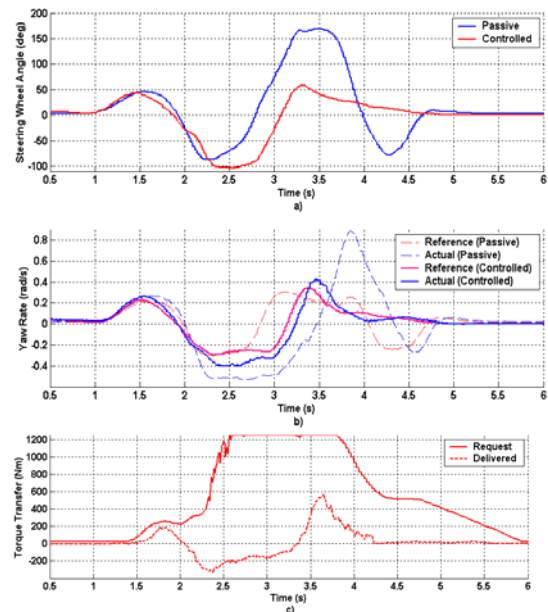 200
150
100
50
0
-50
-100
Steering Wheel Angle (deg)
Passive
Controlled
0.5 1 1.5 2 2.5 3 3.5 4 4.5 5 5.5 6
Time (s)
a)
0.8
0.6
0.4
0.2
0
-0.2
-0.4
Yaw Rate (rad/s)
Reference (Passive)
Actual (Passive)
Reference (Controlled)
Actual (Controlled)
0.5 1 1.5 2 2.5 3 3.5 4 4.5 5 5.5 6
Time (s)
b)
1200
1000
800
600
400
200
0
-200
Torque Transfer (Nm)
Request
Delivered
0.5 1 1.5 2 2.5 3 3.5 4 4.5 5 5.5 6
Time (s)
c)